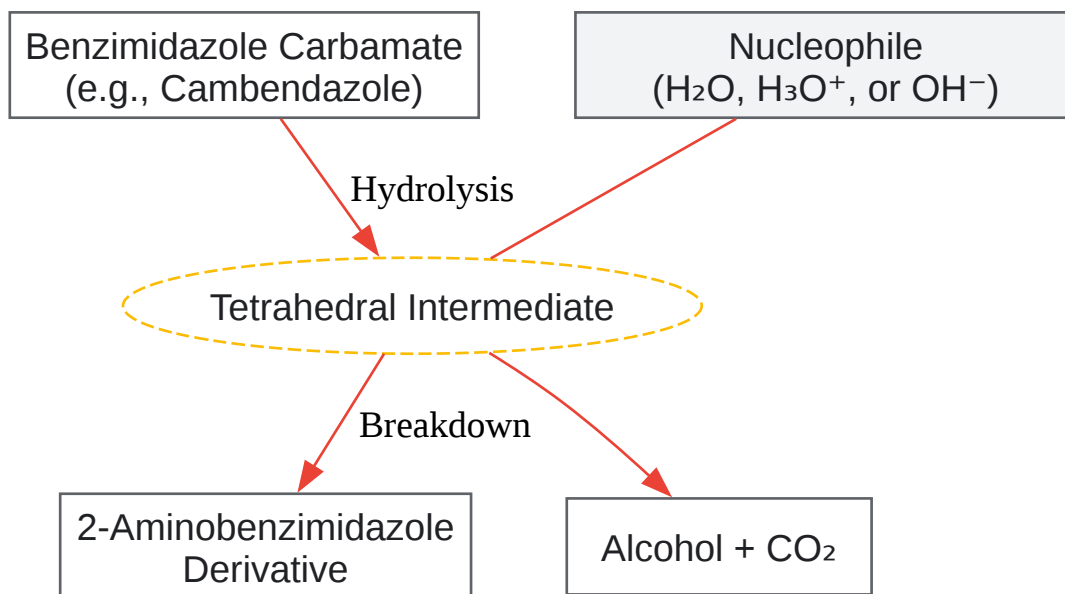 Benzimidazole Carbamate
(e.g., Cambendazole)
Nucleophile
(H₂O, H₃O⁺, or OH⁻)
Hydrolysis
Tetrahedral Intermediate
Breakdown
2-Aminobenzimidazole
Derivative
Alcohol + CO₂